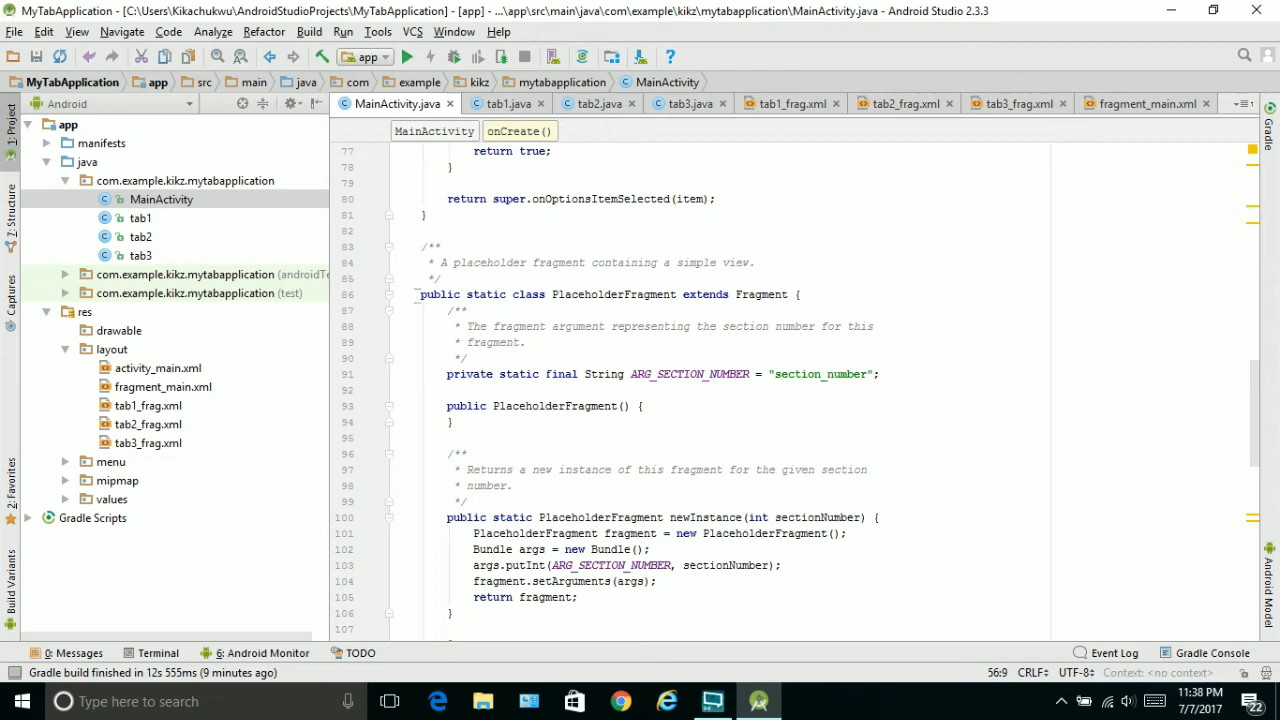 MyTabApplication - [C:\Users\Kikachukwu\AndroidStudioProjects\MyTabApplication] - [app] - ...\app\src\main\java\com\example\kikz\mytabapplication\MainActivity.java - Android Studio 2.3.3
File Edit View Navigate Code Analyze Refactor Build Run Tools VCS Window Help
app
MyTabApplication app src main java com example kikz mytabapplication MainActivity
Android
MainActivity.java tab1.java tab2.java tab3.java tab1_frag.xml tab2_frag.xml tab3_frag.xml fragment_main.xml
MainActivity onCreate()
1: Project
7: Structure
Captures
2: Favorites
Build Variants
app
manifests
java
com.example.kikz.mytabapplication
MainActivity
tab1
tab2
tab3
com.example.kikz.mytabapplication (androidTe
com.example.kikz.mytabapplication (test)
res
drawable
layout
activity_main.xml
fragment_main.xml
tab1_frag.xml
tab2_frag.xml
tab3_frag.xml
menu
mipmap
values
Gradle Scripts
77 return true;
78 }
79
80 return super.onOptionsItemSelected(item);
81 }
82
83 /**
84 * A placeholder fragment containing a simple view.
85 */
86 public static class PlaceholderFragment extends Fragment {
87 /**
88 * The fragment argument representing the section number for this
89 * fragment.
90 */
91 private static final String ARG_SECTION_NUMBER = "section_number";
92
93 public PlaceholderFragment() {
94 }
95
96 /**
97 * Returns a new instance of this fragment for the given section
98 * number.
99 */
100 public static PlaceholderFragment newInstance(int sectionNumber) {
101 PlaceholderFragment fragment = new PlaceholderFragment();
102 Bundle args = new Bundle();
103 args.putInt(ARG_SECTION_NUMBER, sectionNumber);
104 fragment.setArguments(args);
105 return fragment;
106 }
107
Gradle
Android Model
0: Messages Terminal 6: Android Monitor TODO Event Log Gradle Console
Gradle build finished in 12s 555ms (9 minutes ago) 56:9 CRLF UTF-8 Context: <no context>
Type here to search
11:38 PM
7/7/2017
22